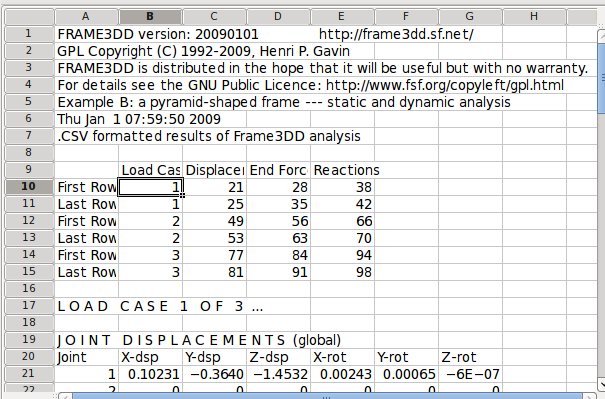 A B C D E F G H
1 FRAME3DD version: 20090101 http://frame3dd.sf.net/
2 GPL Copyright (C) 1992-2009, Henri P. Gavin
3 FRAME3DD is distributed in the hope that it will be useful but with no warranty.
4 For details see the GNU Public Licence: http://www.fsf.org/copyleft/gpl.html
5 Example B: a pyramid-shaped frame --- static and dynamic analysis
6 Thu Jan 1 07:59:50 2009
7 .CSV formatted results of Frame3DD analysis
8
9 Load Cas Displacer End Forc Reactions
10 First Row 1 21 28 38
11 Last Row 1 25 35 42
12 First Row 2 49 56 66
13 Last Row 2 53 63 70
14 First Row 3 77 84 94
15 Last Row 3 81 91 98
16
17 L O A D C A S E 1 O F 3 ...
18
19 J O I N T D I S P L A C E M E N T S (global)
20 Joint X-dsp Y-dsp Z-dsp X-rot Y-rot Z-rot
21 1 0.10231 −0.3640 −1.4532 0.00243 0.00065 −6E−07
22 2 0 0 0 0 0 0